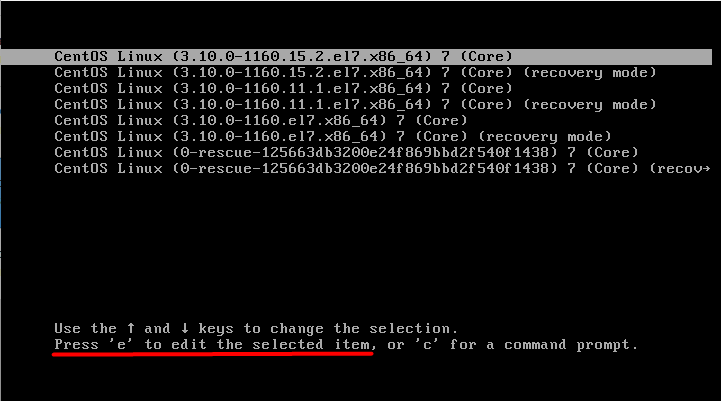 CentOS Linux (3.10.0-1160.15.2.el7.x86_64) 7 (Core)
CentOS Linux (3.10.0-1160.15.2.el7.x86_64) 7 (Core) (recovery mode)
CentOS Linux (3.10.0-1160.11.1.el7.x86_64) 7 (Core)
CentOS Linux (3.10.0-1160.11.1.el7.x86_64) 7 (Core) (recovery mode)
CentOS Linux (3.10.0-1160.el7.x86_64) 7 (Core)
CentOS Linux (3.10.0-1160.el7.x86_64) 7 (Core) (recovery mode)
CentOS Linux (0-rescue-125663db3200e24f869bbd2f540f1438) 7 (Core)
CentOS Linux (0-rescue-125663db3200e24f869bbd2f540f1438) 7 (Core) (recov→
Use the ↑ and ↓ keys to change the selection.
Press 'e' to edit the selected item, or 'c' for a command prompt.